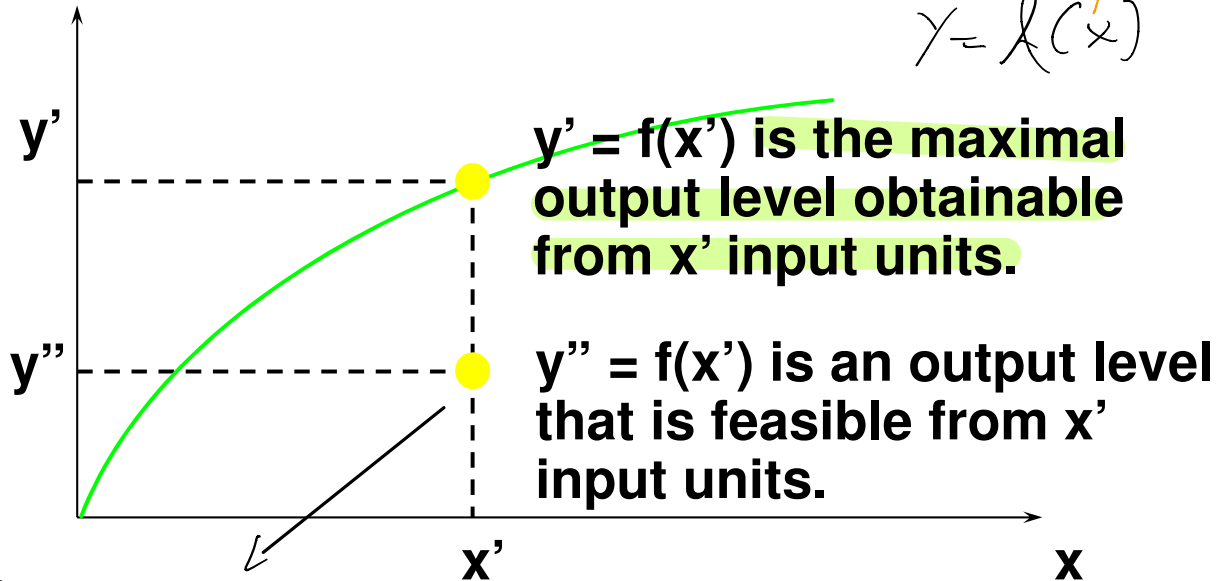 y = f(x)
y’
y’ = f(x’) is the maximal
output level obtainable
from x’ input units.
y” 
y” = f(x’) is an output level
that is feasible from x’
input units.
x’
x